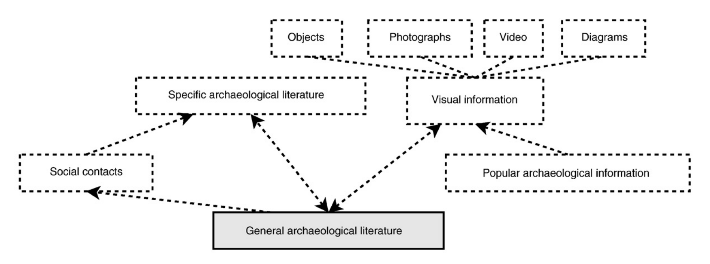 Objects
Photographs
Video
Diagrams
Specific archaeological literature
Visual information
Social contacts
Popular archaeological information
General archaeological literature